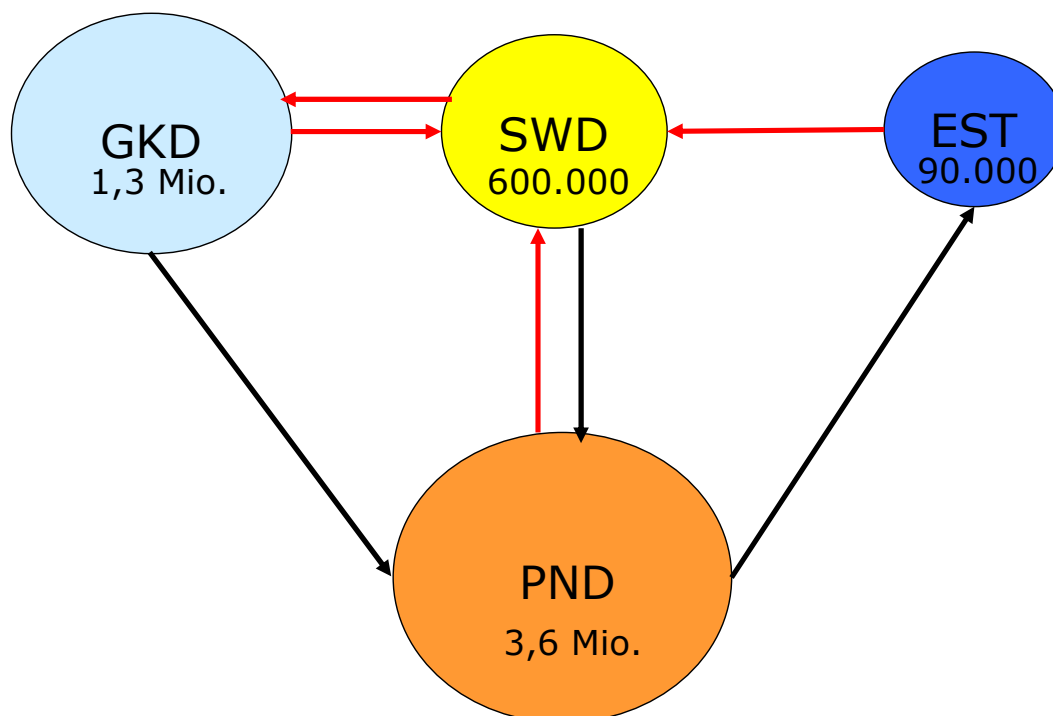 GKD
1,3 Mio.
SWD
600.000
EST
90.000
PND
3,6 Mio.